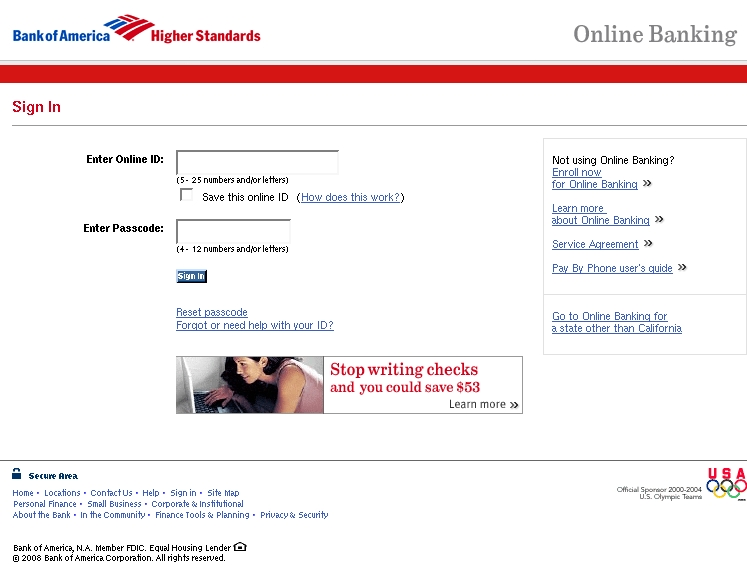 Bank of America Higher Standards
Online Banking
Sign In
Enter Online ID:
(5 - 25 numbers and/or letters)
Save this online ID (How does this work?)
Enter Passcode:
(4 - 12 numbers and/or letters)
Sign In
Reset passcode
Forgot or need help with your ID?
Stop writing checks
and you could save $53
Learn more »
Not using Online Banking?
Enroll now
for Online Banking »
Learn more
about Online Banking »
Service Agreement »
Pay By Phone user's guide »
Go to Online Banking for
a state other than California
Secure Area
Home • Locations • Contact Us • Help • Sign in • Site Map
Personal Finance • Small Business • Corporate & Institutional
About the Bank • In the Community • Finance Tools & Planning • Privacy & Security
Official Sponsor 2000-2004
U.S. Olympic Teams
USA
Bank of America, N.A. Member FDIC. Equal Housing Lender
© 2008 Bank of America Corporation. All rights reserved.